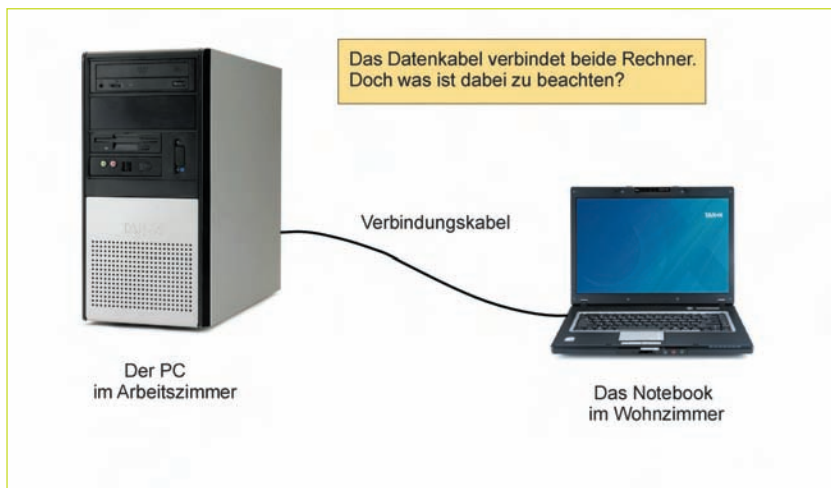 Das Datenkabel verbindet beide Rechner.
Doch was ist dabei zu beachten?
Verbindungskabel
Der PC
im Arbeitszimmer
Das Notebook
im Wohnzimmer